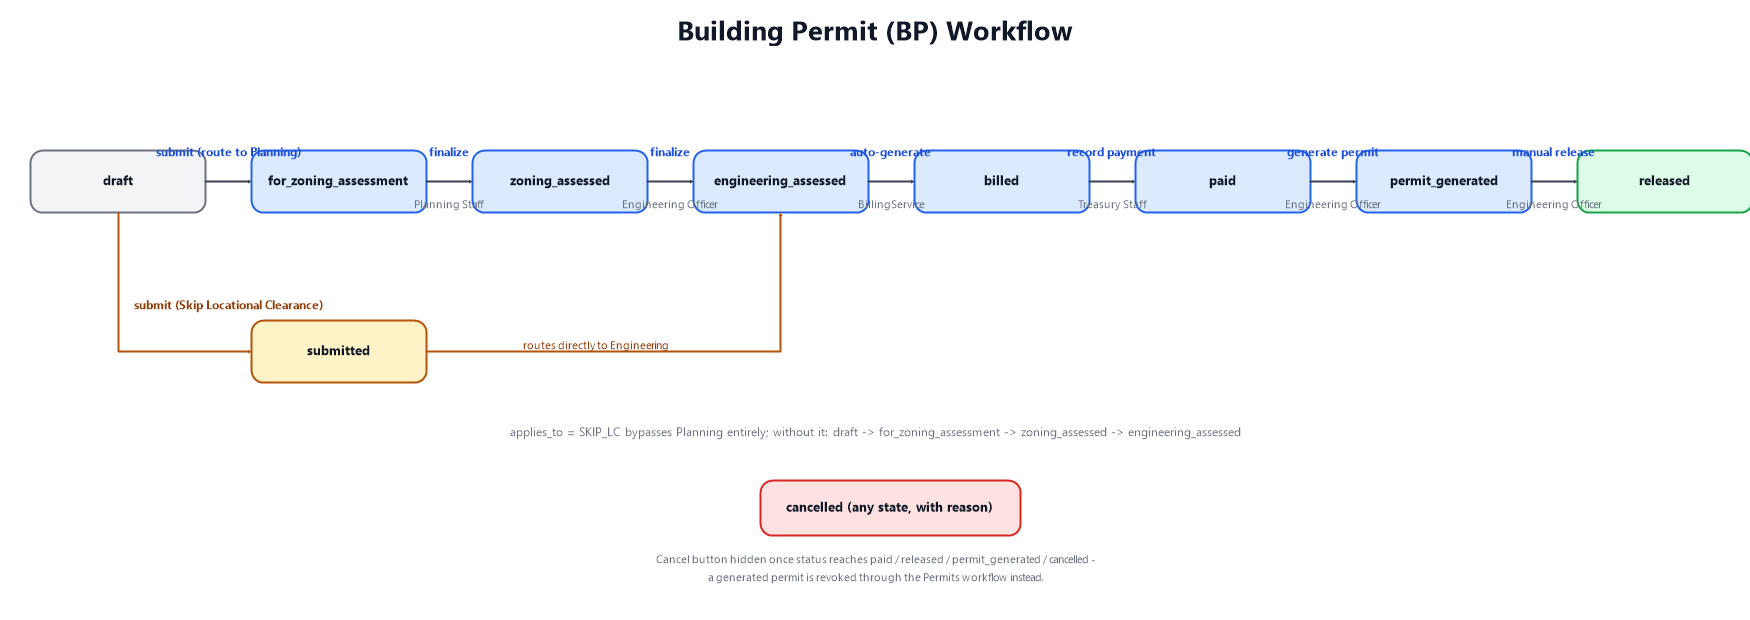 Building Permit (BP) Workflow
submit (route to Planning)
finalize
finalize
auto-generate
record payment
generate permit
manual release
draft
for_zoning_assessment
zoning_assessed
engineering_assessed
billed
paid
permit_generated
released
Planning Staff
Engineering Officer
BillingService
Treasury Staff
Engineering Officer
Engineering Officer
submit (Skip Locational Clearance)
submitted
routes directly to Engineering
applies_to = SKIP_LC bypasses Planning entirely; without it: draft -> for_zoning_assessment -> zoning_assessed -> engineering_assessed
cancelled (any state, with reason)
Cancel button hidden once status reaches paid / released / permit_generated / cancelled -
a generated permit is revoked through the Permits workflow instead.